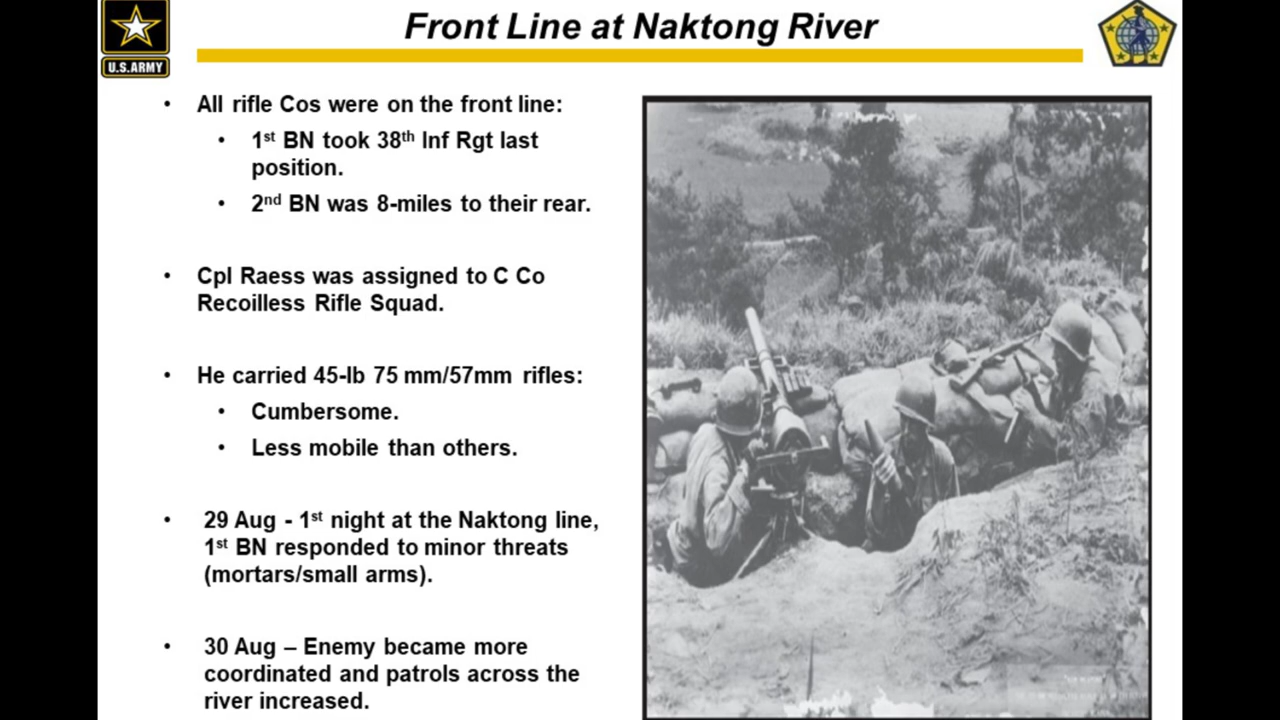 Front Line at Naktong River
U.S.ARMY
• All rifle Cos were on the front line:
• 1st BN took 38th Inf Rgt last
position.
• 2nd BN was 8-miles to their rear.
• Cpl Raess was assigned to C Co
Recoilless Rifle Squad.
• He carried 45-lb 75 mm/57mm rifles:
• Cumbersome.
• Less mobile than others.
• 29 Aug - 1st night at the Naktong line,
1st BN responded to minor threats
(mortars/small arms).
• 30 Aug – Enemy became more
coordinated and patrols across the
river increased.